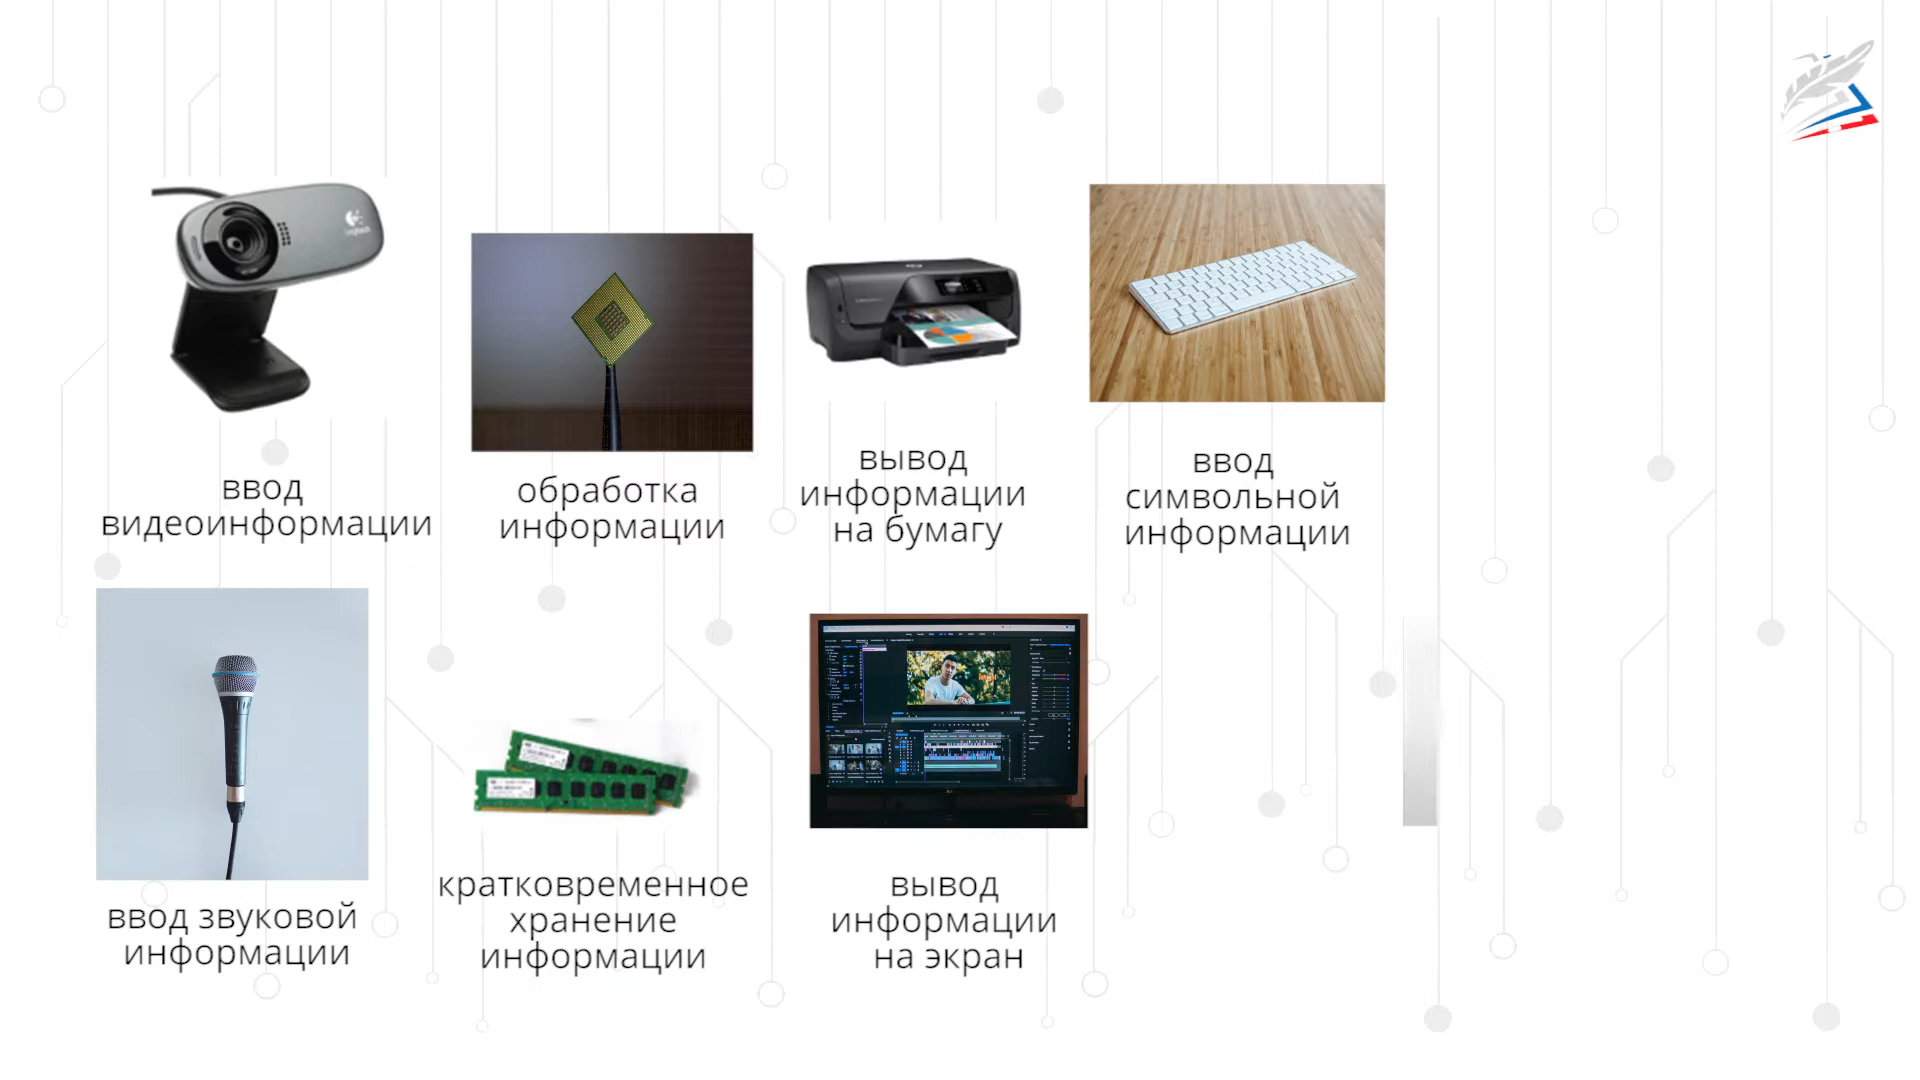 ввод
видеоинформации
обработка
информации
вывод
информации
на бумагу
ввод
символьной
информации
ввод звуковой
информации
кратковременное
хранение
информации
вывод
информации
на экран